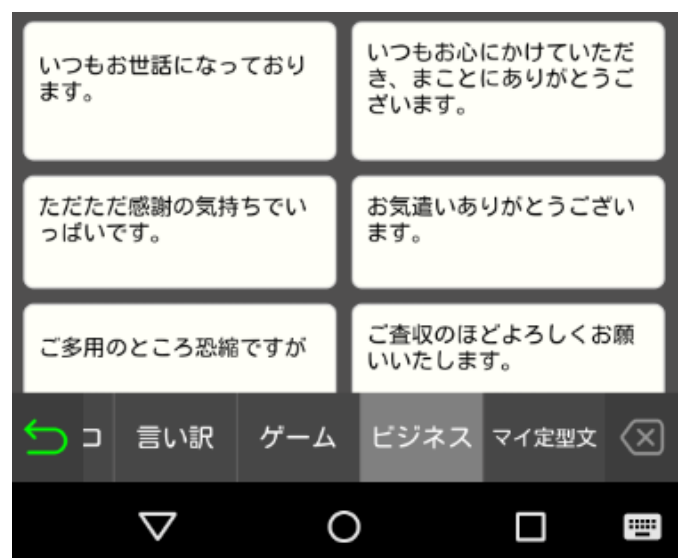 いつもお世話になっており
ます。
いつもお心にかけていただ
き、まことにありがとうご
ざいます。
ただただ感謝の気持ちでい
っぱいです。
お気遣いありがとうござい
ます。
ご多用のところ恐縮ですが
ご査収のほどよろしくお願
いいたします。
コ 言い訳 ゲーム ビジネス マイ定型文